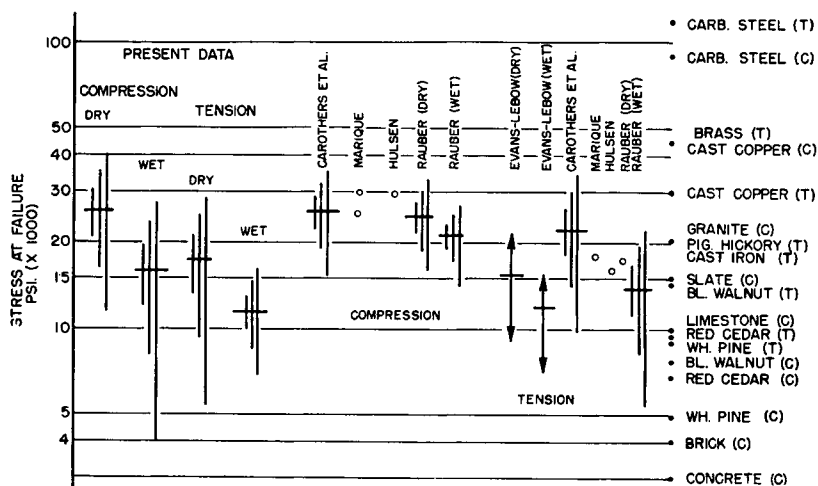 STRESS AT FAILURE
PSI. (X 1000)
100
50
40
30
20
15
10
5
4
PRESENT DATA
COMPRESSION
DRY
WET
TENSION
DRY
WET
CAROTHERS ET AL.
MARIQUE
HULSEN
RAUBER (DRY)
RAUBER (WET)
COMPRESSION
EVANS-LEBOW (DRY)
EVANS-LEBOW (WET)
CAROTHERS ET AL.
MARIQUE
HULSEN
RAUBER (DRY)
RAUBER (WET)
TENSION
CARB. STEEL (T)
CARB. STEEL (C)
BRASS (T)
CAST COPPER (C)
CAST COPPER (T)
GRANITE (C)
PIG. HICKORY (T)
CAST IRON (T)
SLATE (C)
BL. WALNUT (T)
LIMESTONE (C)
RED CEDAR (T)
WH. PINE (T)
BL. WALNUT (C)
RED CEDAR (C)
WH. PINE (C)
BRICK (C)
CONCRETE (C)